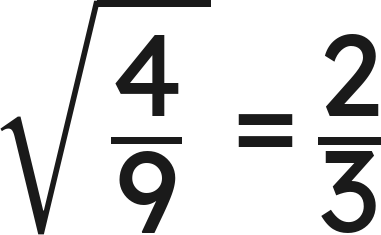 √(4/9) = 2/3